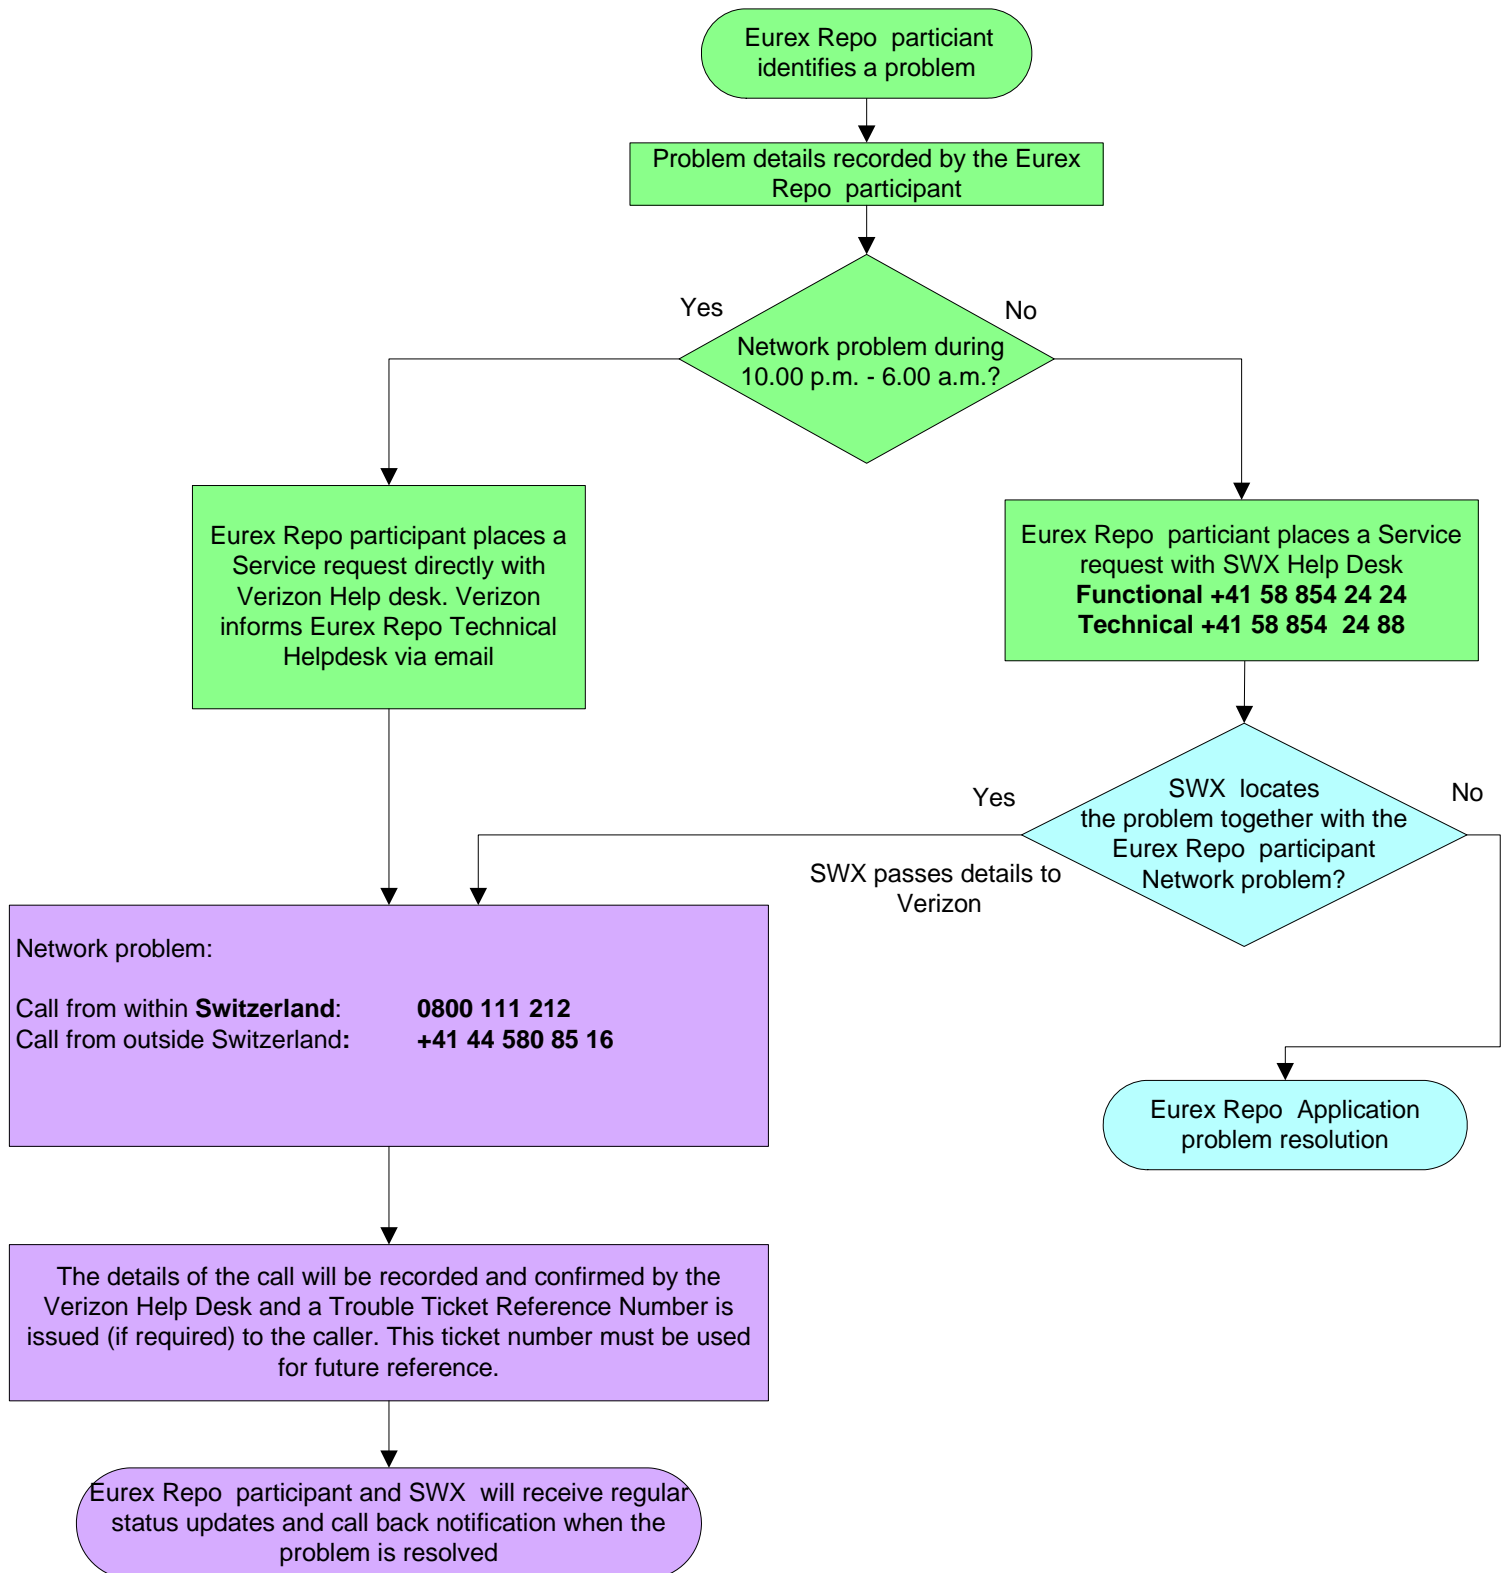 Eurex Repo  particiant
identifies a problem
Problem details recorded by the Eurex
Repo  participant
Yes
No
Network problem during
10.00 p.m. - 6.00 a.m.?
Eurex Repo participant places a
Service request directly with
Verizon Help desk. Verizon
informs Eurex Repo Technical
Helpdesk via email
Eurex Repo  particiant places a Service
request with SWX Help Desk
Functional +41 58 854 24 24
Technical +41 58 854  24 88
Yes
No
SWX  locates
the problem together with the
Eurex Repo  participant
Network problem?
SWX passes details to
Verizon
Network problem:
Call from within Switzerland: 0800 111 212
Call from outside Switzerland: +41 44 580 85 16
Eurex Repo  Application
problem resolution
The details of the call will be recorded and confirmed by the
Verizon Help Desk and a Trouble Ticket Reference Number is
issued (if required) to the caller. This ticket number must be used
for future reference.
Eurex Repo  participant and SWX  will receive regular
status updates and call back notification when the
problem is resolved